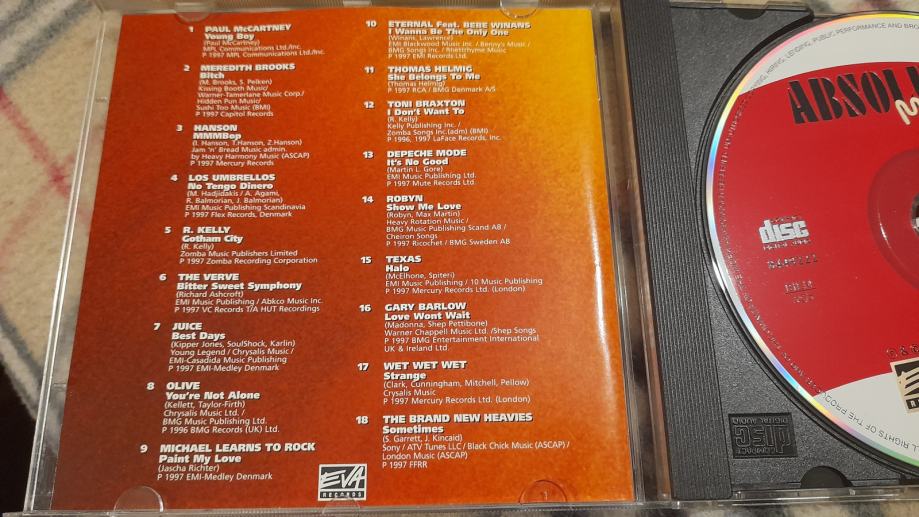 1 PAUL McCARTNEY
Young Boy
(Paul McCartney)
MPL Communications Ltd./Inc.
P 1997 MPL Communications Ltd./Inc.
2 MEREDITH BROOKS
Bitch
(M. Brooks, S. Peiken)
Kissing Booth Music/
Warner-Tamerlane Music Corp./
Hidden Pun Music/
Sushi Too Music (BMI)
P 1997 Capitol Records
3 HANSON
MMMBop
(I. Hanson, T.Hanson, Z.Hanson)
Jam 'n' Bread Music admin.
by Heavy Harmony Music (ASCAP)
P 1997 Mercury Records
4 LOS UMBRELLOS
No Tengo Dinero
(M. Hadjidakis / A. Agami,
R. Balmorian, J. Balmorian)
EMI Music Publishing Scandinavia
P 1997 Flex Records, Denmark
5 R. KELLY
Gotham City
(R. Kelly)
Zomba Music Publishers Limited
P 1997 Zomba Recording Corporation
6 THE VERVE
Bitter Sweet Symphony
(Richard Ashcroft)
EMI Music Publishing / Abkco Music Inc.
P 1997 VC Records T/A HUT Recordings
7 JUICE
Best Days
(Kipper Jones, SoulShock, Karlin)
Young Legend / Chrysalis Music /
EMI-Casadida Music Publishing
P 1997 EMI-Medley Denmark
8 OLIVE
You're Not Alone
(Kellett, Taylor-Firth)
Chrysalis Music Ltd. /
BMG Music Publishing Ltd.
P 1996 BMG Records (UK) Ltd.
9 MICHAEL LEARNS TO ROCK
Paint My Love
(Jascha Richter)
P 1997 EMI-Medley Denmark
10 ETERNAL Feat. BEBE WINANS
I Wanna Be The Only One
(Winans, Lawrence)
EMI Blackwood Music Inc. / Benny's Music /
BMG Songs Inc. / Rhettrhyme Music
P 1997 EMI Records Ltd.
11 THOMAS HELMIG
She Belongs To Me
(Thomas Helmig)
P 1997 RCA / BMG Denmark A/S
12 TONI BRAXTON
I Don't Want To
(R. Kelly)
Kelly Publishing Inc. /
Zomba Songs Inc.(adm) (BMI)
P 1996, 1997 LaFace Records, Inc.
13 DEPECHE MODE
It's No Good
(Martin L. Gore)
EMI Music Publishing Ltd.
P 1997 Mute Records Ltd.
14 ROBYN
Show Me Love
(Robyn, Max Martin)
Heavy Rotation Music /
BMG Music Publishing Scand AB /
Cheiron Songs
P 1997 Ricochet / BMG Sweden AB
15 TEXAS
Halo
(McElhone, Spiteri)
EMI Music Publishing / 10 Music Publishing
P 1997 Mercury Records Ltd. (London)
16 GARY BARLOW
Love Wont Wait
(Madonna, Shep Pettibone)
Warner Chappell Music Ltd. /Shep Songs
P 1997 BMG Entertainment International
UK & Ireland Ltd.
17 WET WET WET
Strange
(Clark, Cunningham, Mitchell, Pellow)
Crysalis Music
P 1997 Mercury Records Ltd. (London)
18 THE BRAND NEW HEAVIES
Sometimes
(S. Garrett, J. Kincaid)
Sony / ATV Tunes LLC / Black Chick Music (ASCAP) /
London Music (ASCAP)
P 1997 FFRR
EVA
RECORDS
HIRING, LENDING, PUBLIC PERFORMANCE AND
ABSOL
disc
ALL RIGHTS OF THE
COMPACT
disc
DIGITAL AUDIO